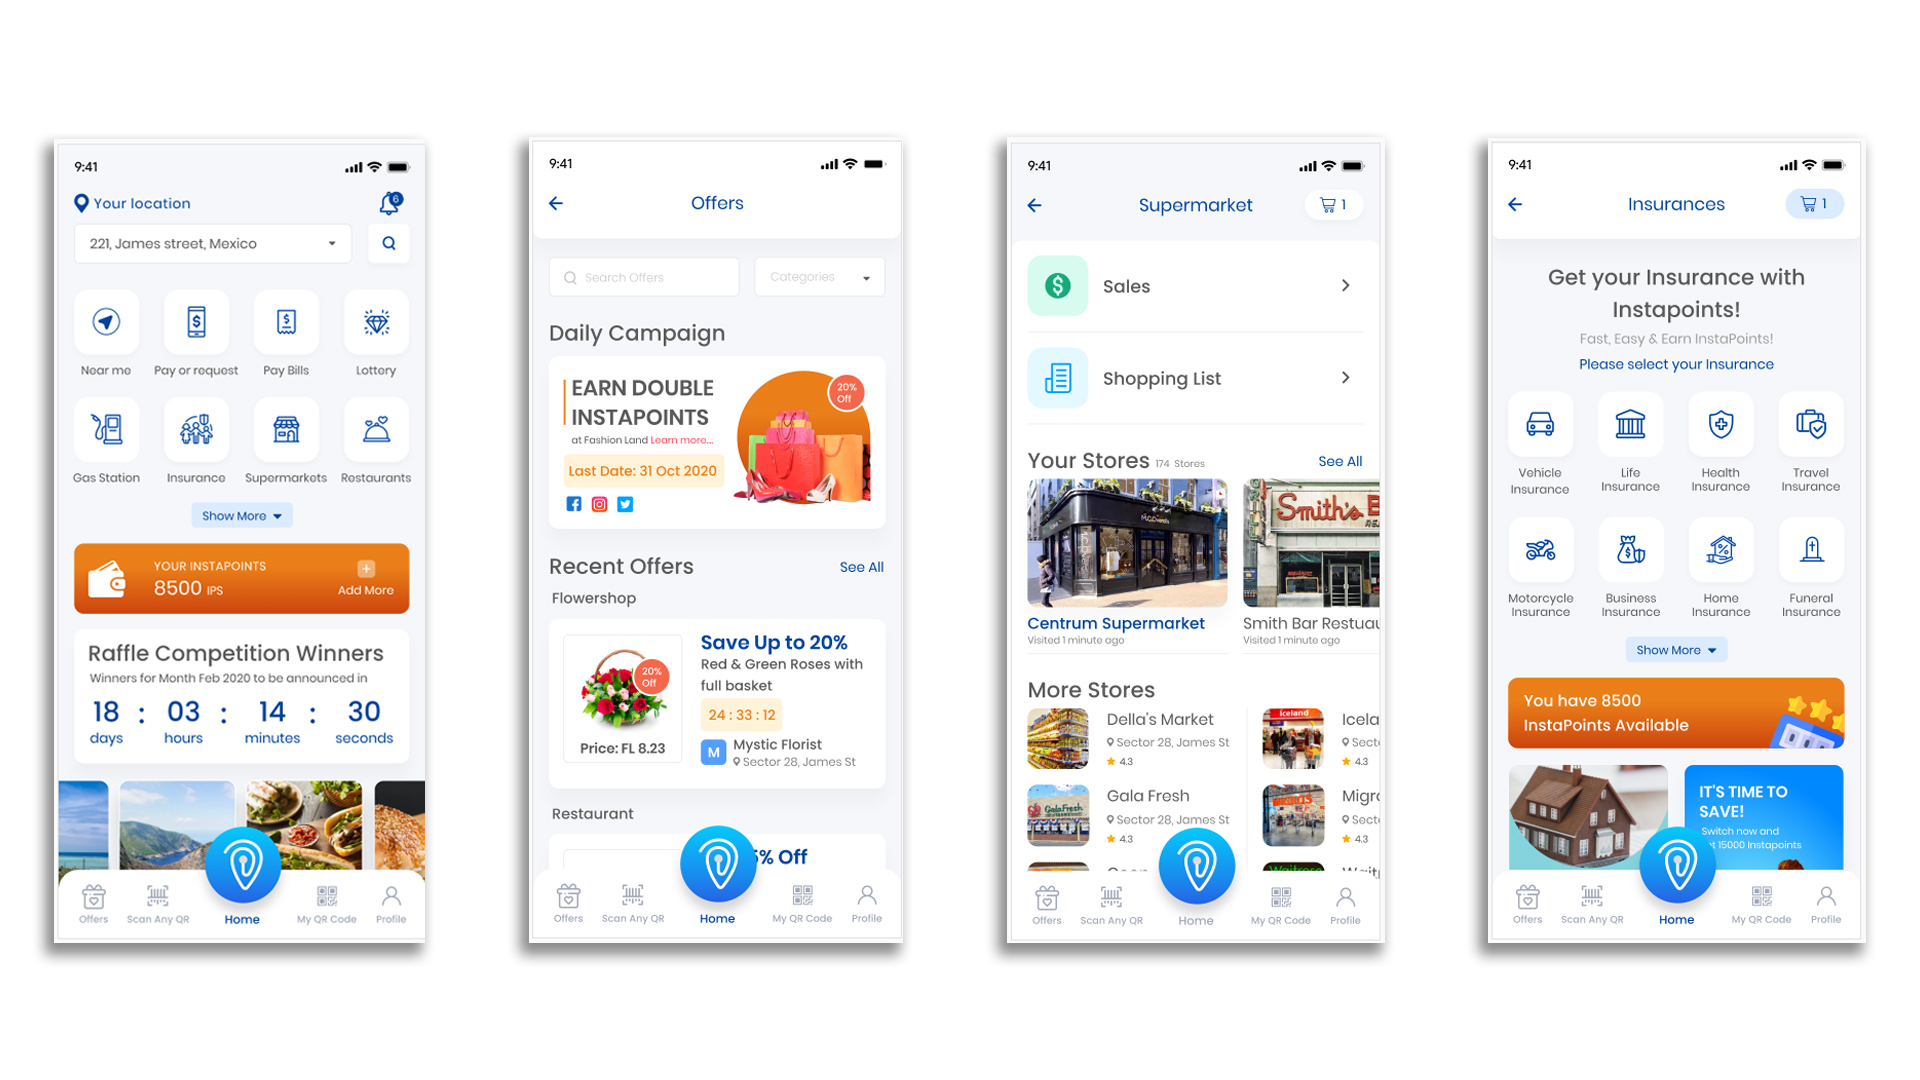 9:41
Your location
6
221, James street, Mexico
Near me
Pay or request
Pay Bills
Lottery
Gas Station
Insurance
Supermarkets
Restaurants
Show More
YOUR INSTAPOINTS
8500 IPS
Add More
Raffle Competition Winners
Winners for Month Feb 2020 to be announced in
18 : 03 : 14 : 30
days hours minutes seconds
Offers
Scan Any QR
Home
My QR Code
Profile
9:41
Offers
Search Offers
Categories
Daily Campaign
EARN DOUBLE
INSTAPOINTS
at Fashion Land Learn more...
Last Date: 31 Oct 2020
20%
Off
Recent Offers
See All
Flowershop
20%
Off
Price: FL 8.23
Save Up to 20%
Red & Green Roses with
full basket
24 : 33 : 12
M
Mystic Florist
Sector 28, James St
Restaurant
5% Off
Offers
Scan Any QR
Home
My QR Code
Profile
9:41
Supermarket
1
Sales
Shopping List
Your Stores 174 Stores
See All
Smith's
Centrum Supermarket
Visited 1 minute ago
Smith Bar Restuau
Visited 1 minute ago
More Stores
Della's Market
Sector 28, James St
4.3
Iceland
Icela
Sect
4.3
GalaFresh
Gala Fresh
Sector 28, James St
4.3
MIGROS
Migr
Sect
4.3
Offers
Scan Any QR
Home
My QR Code
Profile
9:41
Insurances
1
Get your Insurance with
Instapoints!
Fast, Easy & Earn InstaPoints!
Please select your Insurance
Vehicle
Insurance
Life
Insurance
Health
Insurance
Travel
Insurance
Motorcycle
Insurance
Business
Insurance
Home
Insurance
Funeral
Insurance
Show More
You have 8500
InstaPoints Available
IT'S TIME TO
SAVE!
Switch now and
15000 Instapoints
Offers
Scan Any QR
Home
My QR Code
Profile